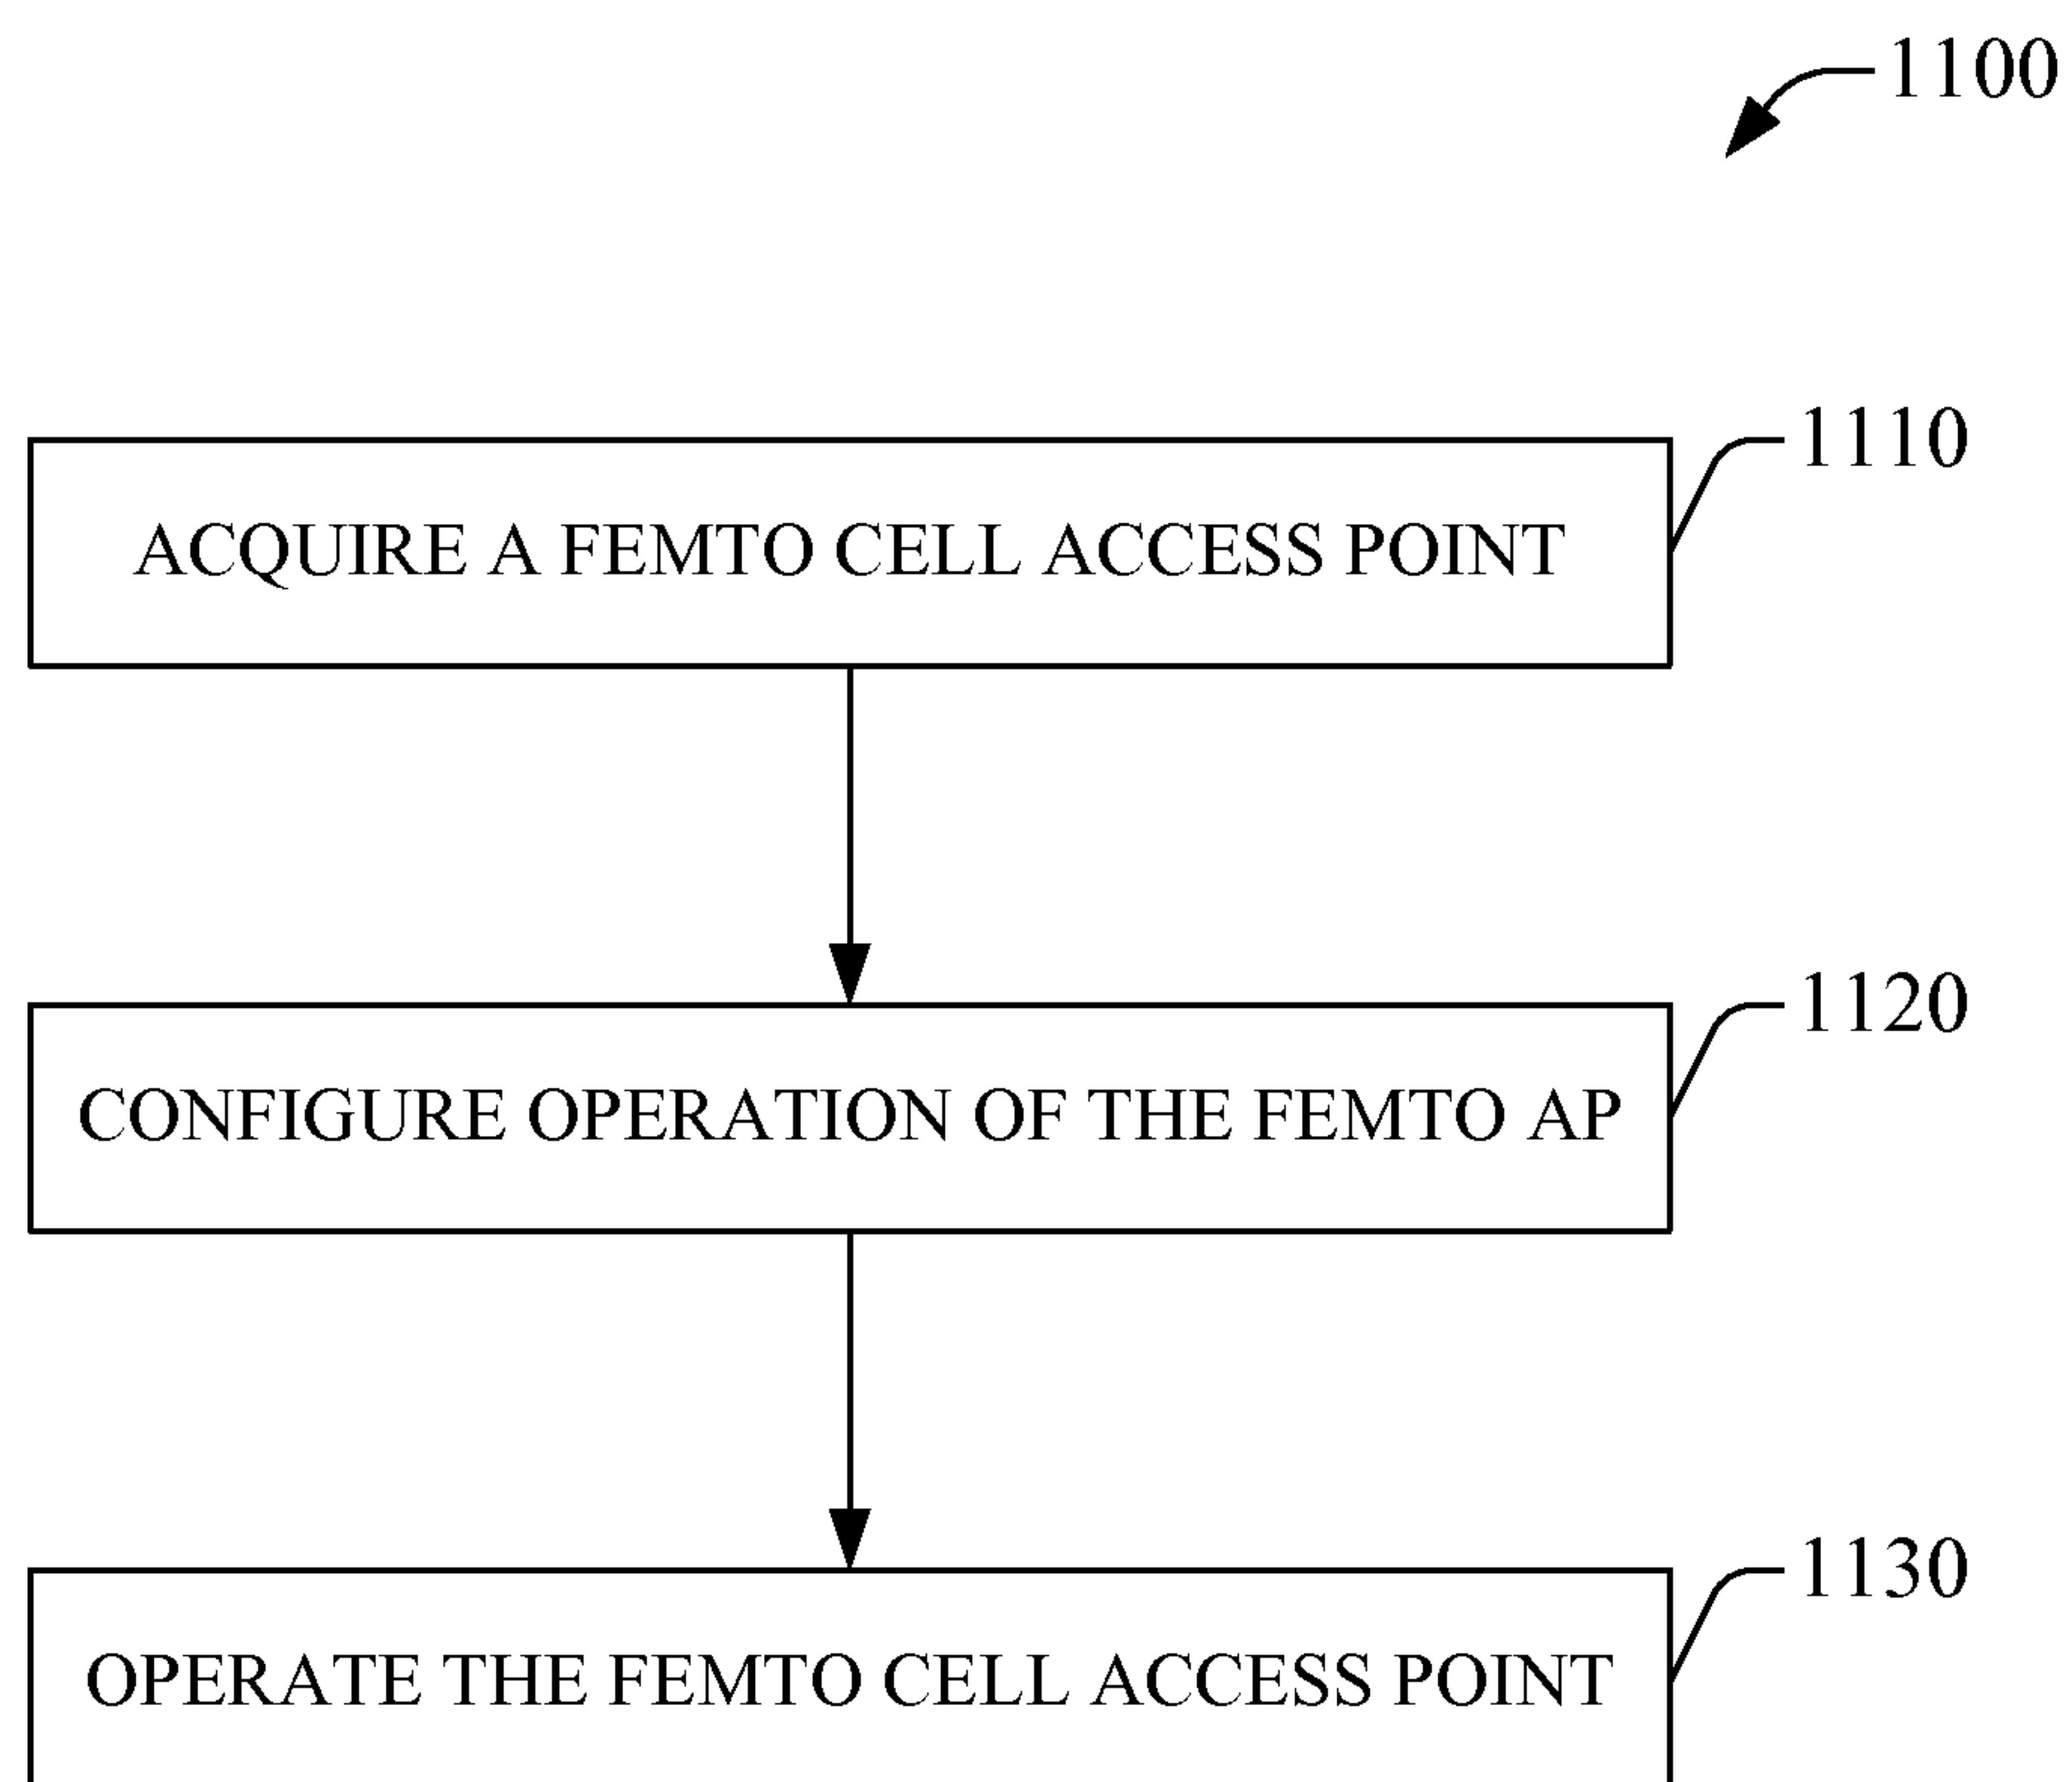 1100
1110
ACQUIRE A FEMTO CELL ACCESS POINT
1120
CONFIGURE OPERATION OF THE FEMTO AP
1130
OPERATE THE FEMTO CELL ACCESS POINT